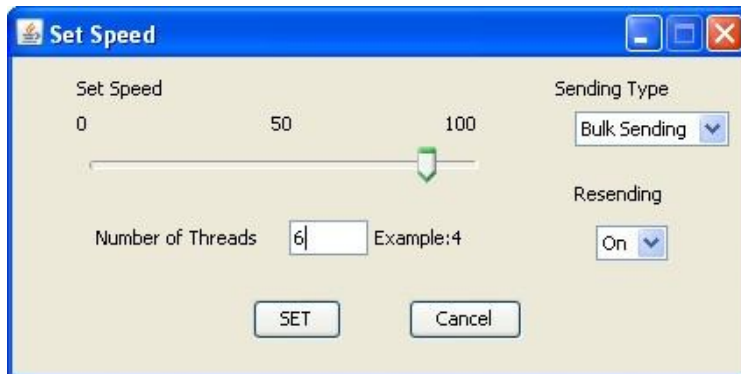 Set Speed
Set Speed
Sending Type
0 50 100
Bulk Sending
Resending
Number of Threads 6 Example:4
On
SET Cancel